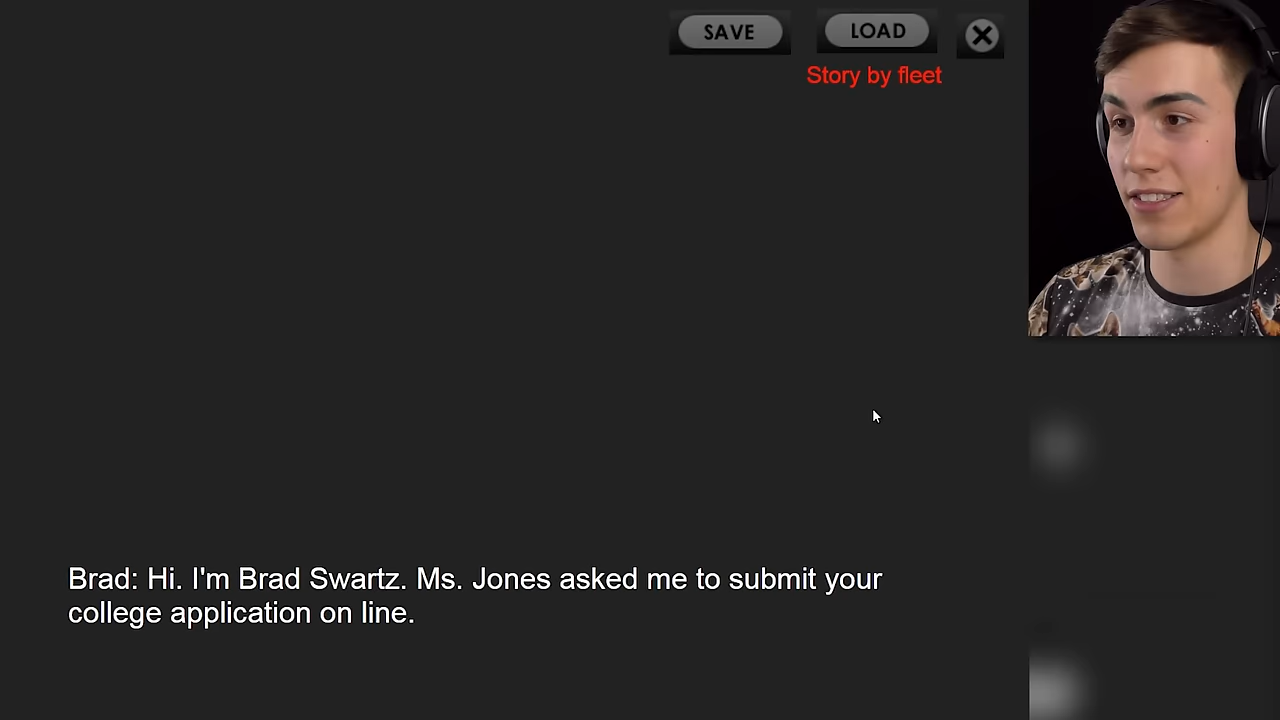 SAVE
LOAD
Story by fleet
Brad: Hi. I'm Brad Swartz. Ms. Jones asked me to submit your
college application on line.